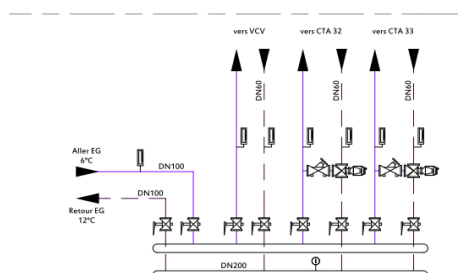 vers VCV
vers CTA 32
vers CTA 33
DN60
DN60
DN60
Aller EG
6°C
DN100
DN100
Retour EG
12°C
DN200